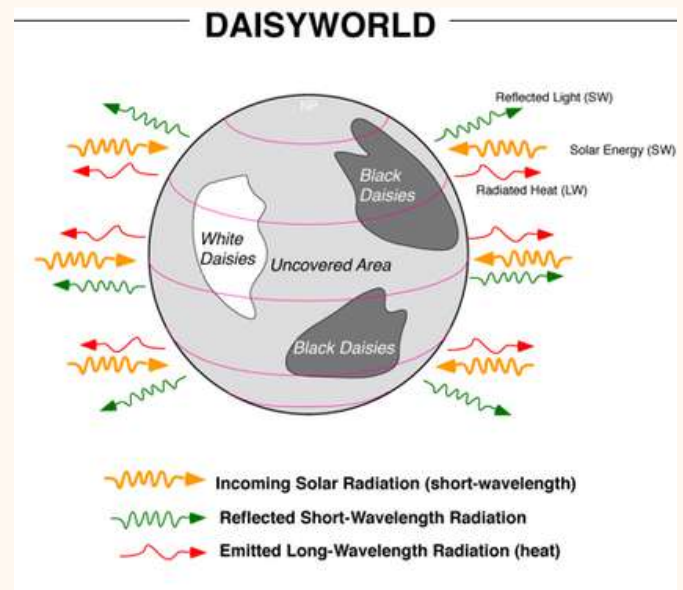 DAISYWORLD
NP
Reflected Light (SW)
Solar Energy (SW)
Radiated Heat (LW)
Black
Daisies
White
Daisies
Uncovered Area
Black Daisies
Incoming Solar Radiation (short-wavelength)
Reflected Short-Wavelength Radiation
Emitted Long-Wavelength Radiation (heat)